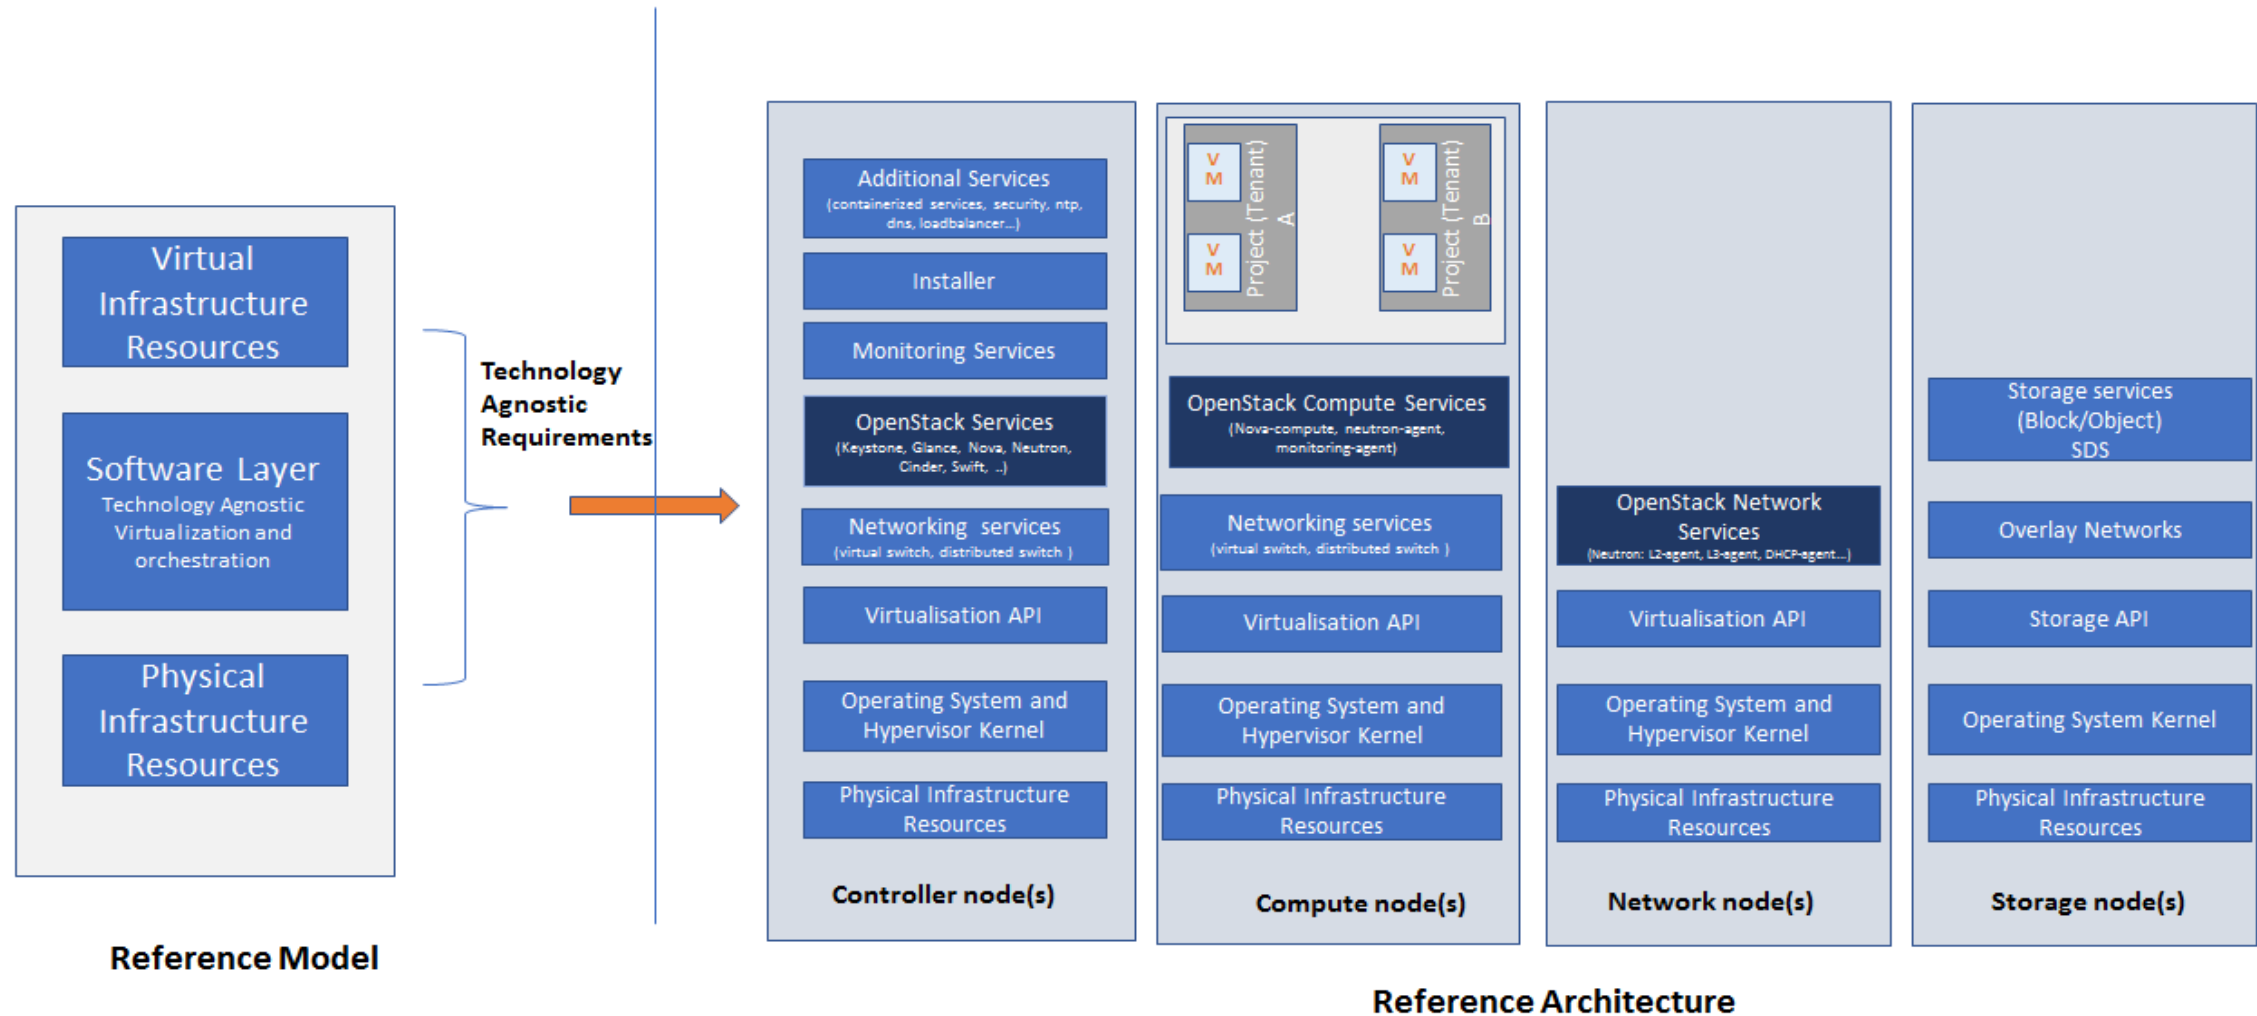 Virtual
Infrastructure
Resources
Software Layer
Technology Agnostic
Virtualization and
orchestration
Physical
Infrastructure
Resources
Reference Model
Technology
Agnostic
Requirements
Additional Services
(containerized services, security, ntp,
dns, loadbalancer...)
Installer
Monitoring Services
OpenStack Services
(Keystone, Glance, Nova, Neutron,
Cinder, Swift, ..)
Networking services
(virtual switch, distributed switch )
Virtualisation API
Operating System and
Hypervisor Kernel
Physical Infrastructure
Resources
Controller node(s)
V
M
V
M
Project (Tenant)
A
V
M
V
M
Project (Tenant)
B
OpenStack Compute Services
(Nova-compute, neutron-agent,
monitoring-agent)
Networking services
(virtual switch, distributed switch )
Virtualisation API
Operating System and
Hypervisor Kernel
Physical Infrastructure
Resources
Compute node(s)
OpenStack Network
Services
(Neutron: L2-agent, L3-agent, DHCP-agent...)
Virtualisation API
Operating System and
Hypervisor Kernel
Physical Infrastructure
Resources
Network node(s)
Storage services
(Block/Object)
SDS
Overlay Networks
Storage API
Operating System Kernel
Physical Infrastructure
Resources
Storage node(s)
Reference Architecture